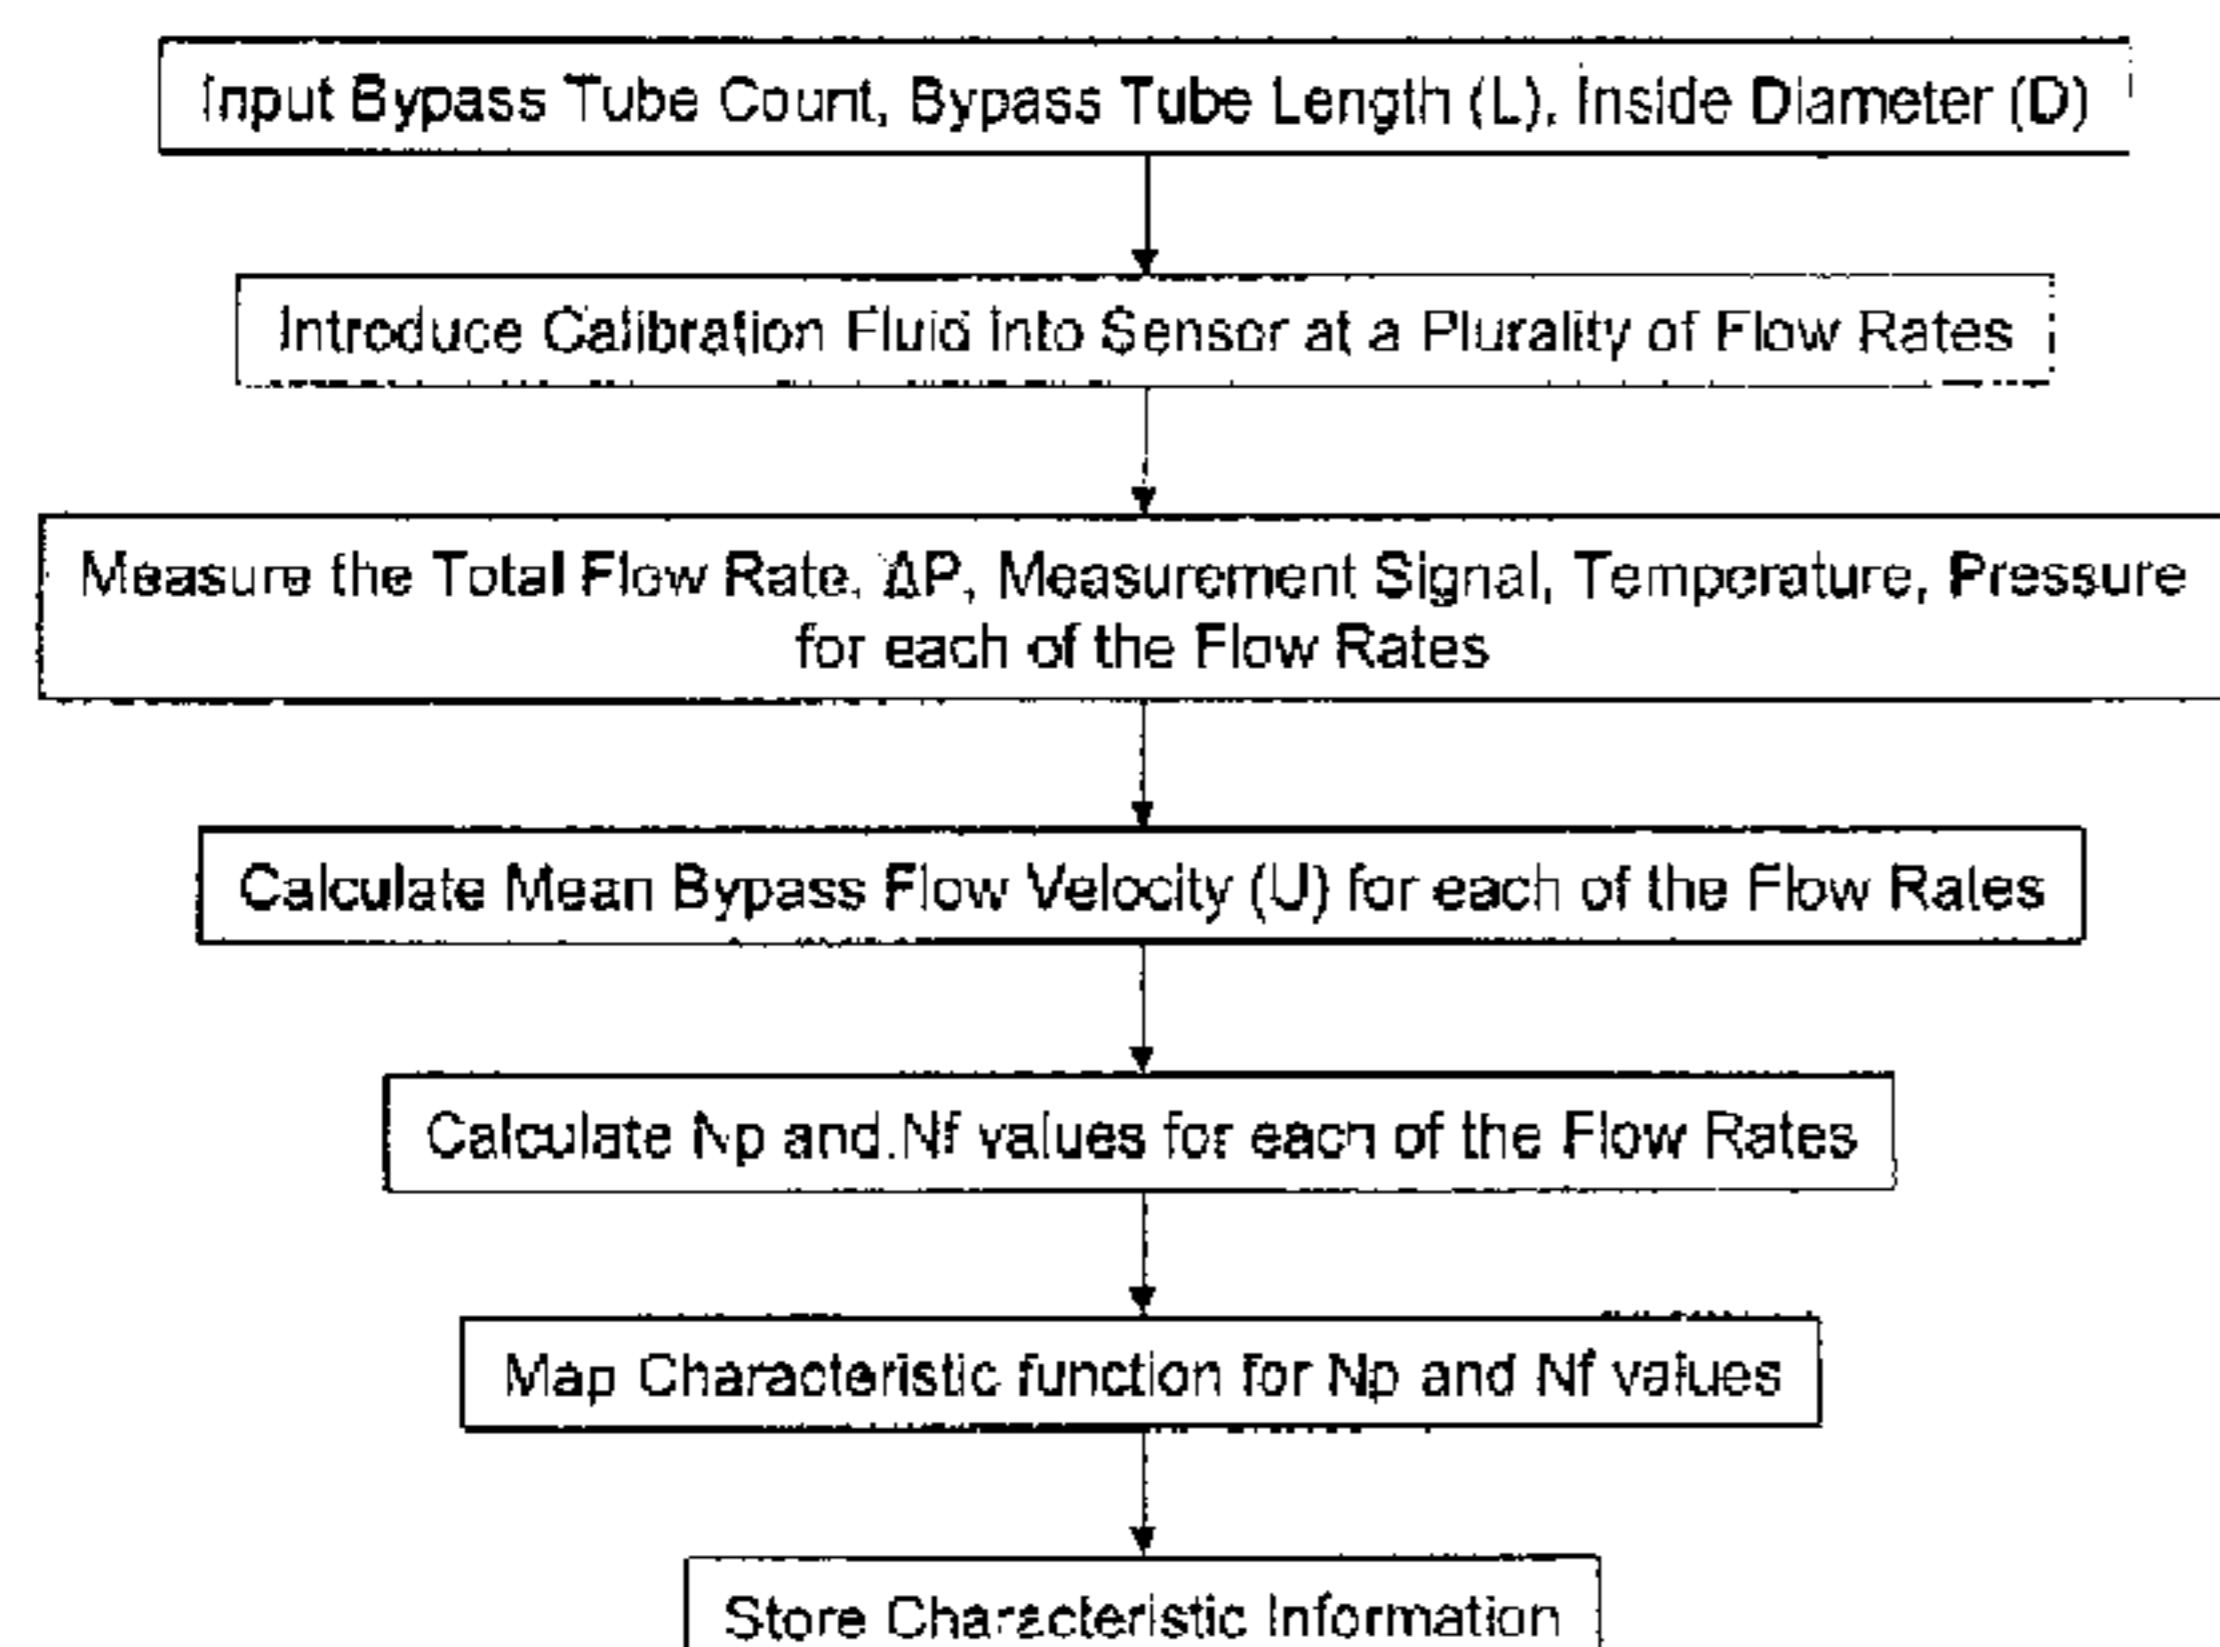 Input Bypass Tube Count, Bypass Tube Length (L), Inside Diameter (D)
Introduce Calibration Fluid Into Sensor at a Plurality of Flow Rates
Measure the Total Flow Rate, ΔP, Measurement Signal, Temperature, Pressure
for each of the Flow Rates
Calculate Mean Bypass Flow Velocity (U) for each of the Flow Rates
Calculate Np and Nf values for each of the Flow Rates
Map Characteristic function for Np and Nf values
Store Characteristic Information